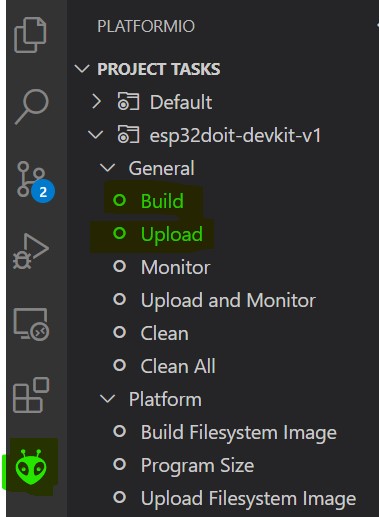 PLATFORMIO
PROJECT TASKS
Default
esp32doit-devkit-v1
General
Build
Upload
2
Monitor
Upload and Monitor
Clean
Clean All
Platform
Build Filesystem Image
Program Size
Upload Filesystem Image